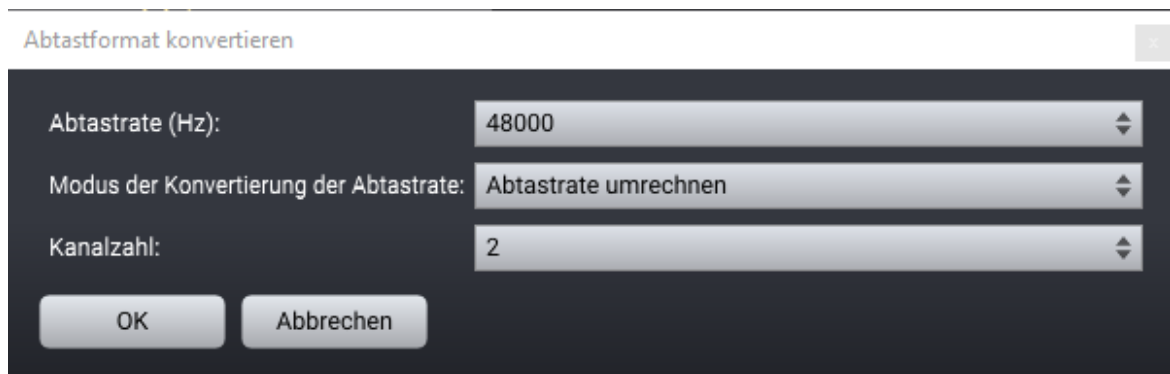 Abtastformat konvertieren
x
Abtastrate (Hz): 48000
Modus der Konvertierung der Abtastrate: Abtastrate umrechnen
Kanalzahl: 2
OK Abbrechen